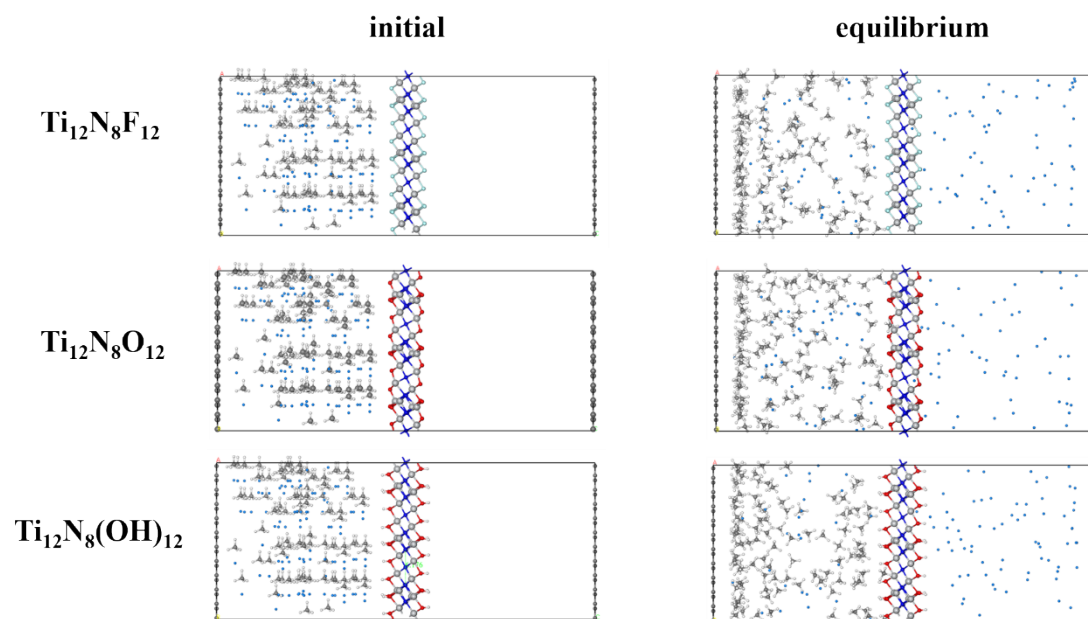 initial equilibrium
Ti₁₂N₈F₁₂
Ti₁₂N₈O₁₂
Ti₁₂N₈(OH)₁₂